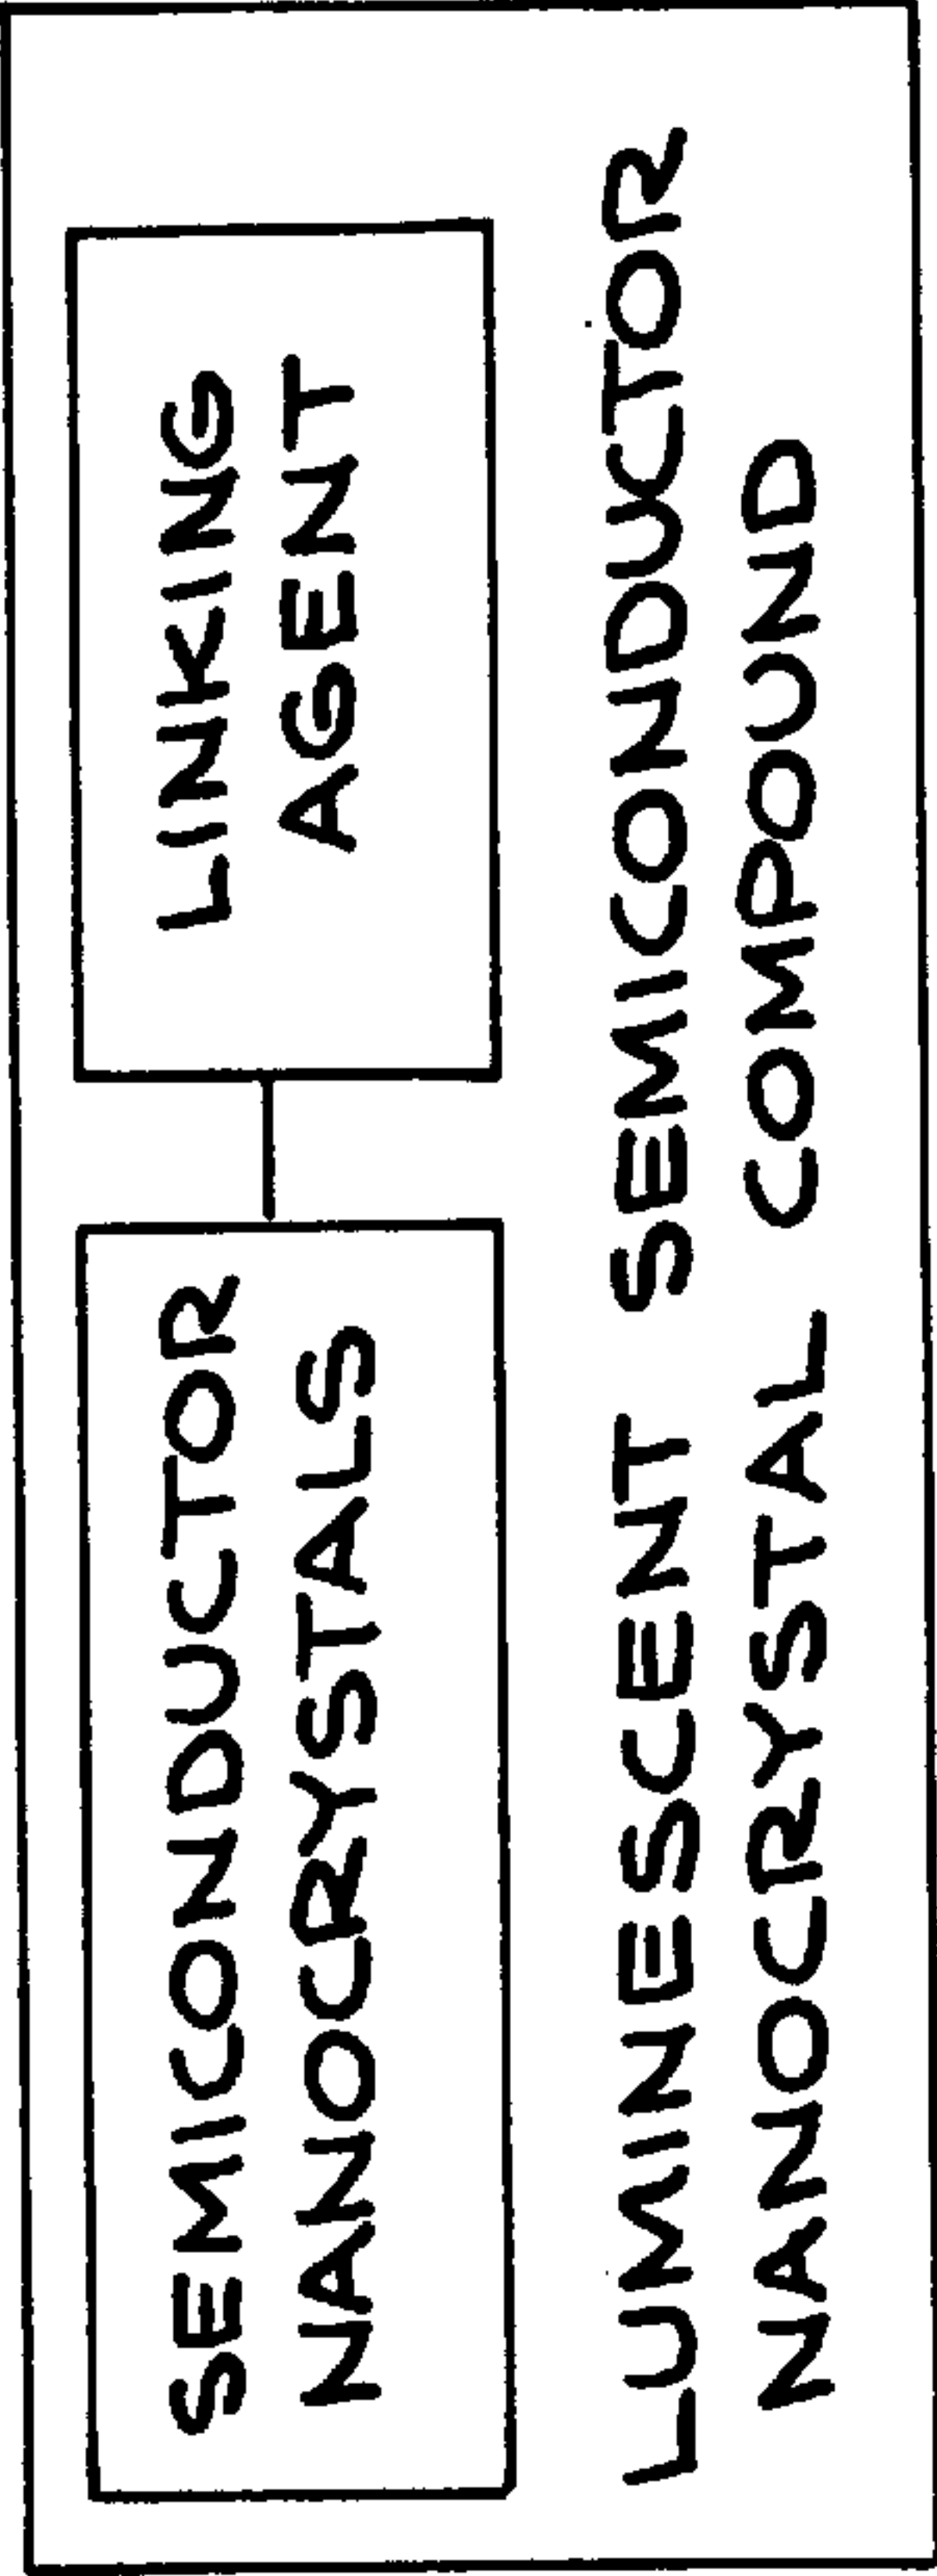 SEMICONDUCTOR
NANOCRYSTALS
LINKING
AGENT
LUMINESCENT SEMICONDUCTOR
NANOCRYSTAL COMPOUND